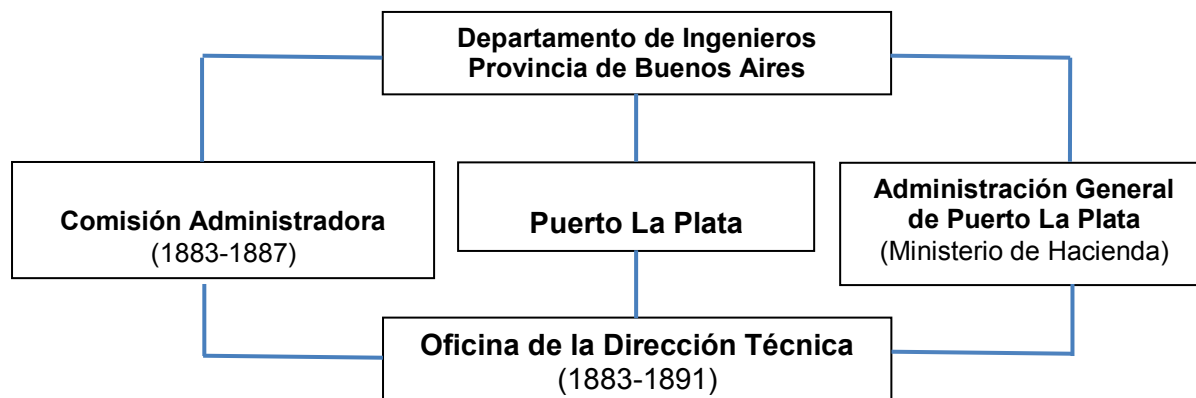 Departamento de Ingenieros
Provincia de Buenos Aires
Comisión Administradora
(1883-1887)
Puerto La Plata
Administración General
de Puerto La Plata
(Ministerio de Hacienda)
Oficina de la Dirección Técnica
(1883-1891)